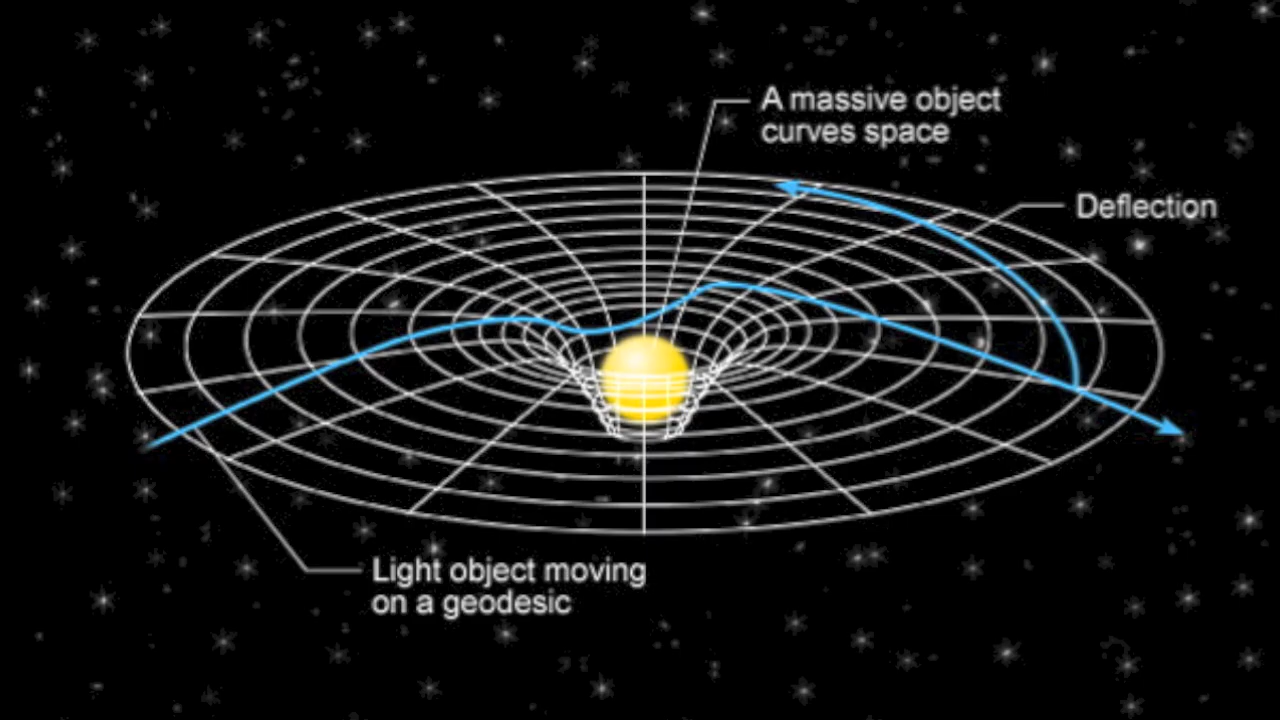 A massive object
curves space
Deflection
Light object moving
on a geodesic